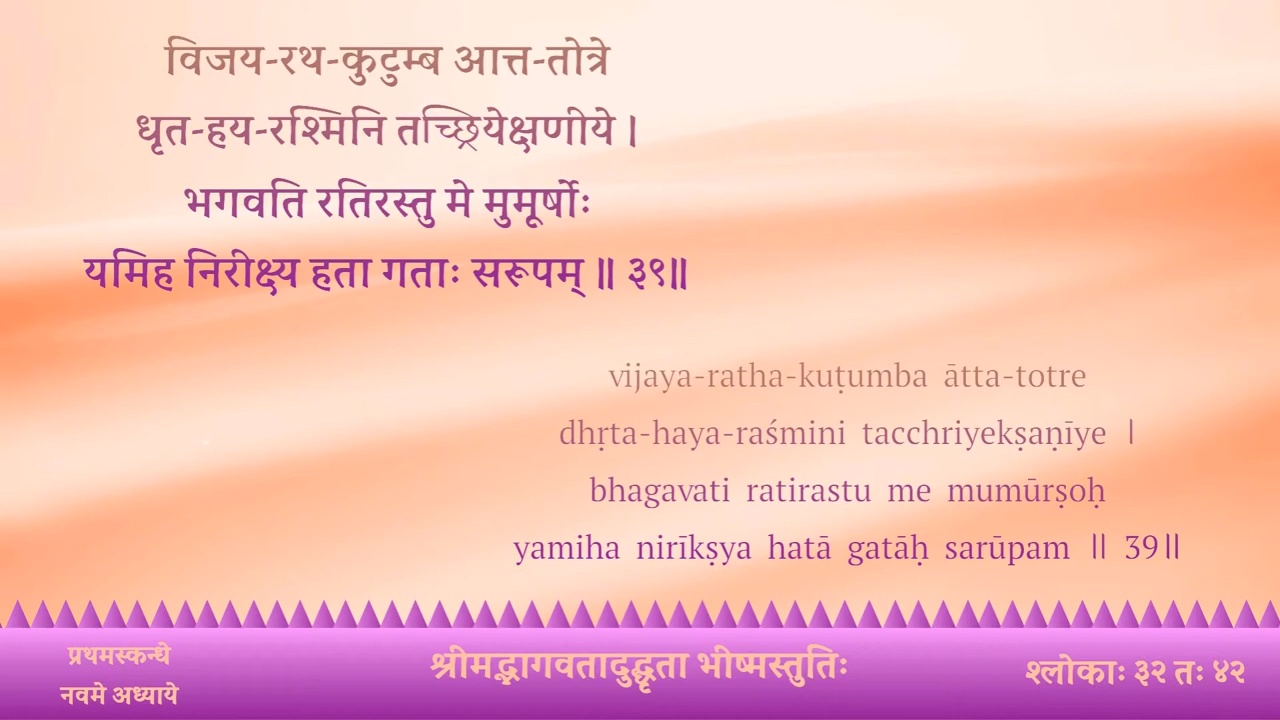 विजय-रथ-कुटुम्ब आत्त-तोत्रे
धृत-हय-रश्मिनि तच्छ्रियेक्षणीये ।
भगवति रतिरस्तु मे मुमूर्षोः
यमिह निरीक्ष्य हता गताः सरूपम् ॥ ३९॥
vijaya-ratha-kuṭumba ātta-totre
dhṛta-haya-raśmini tacchriyekṣaṇīye |
bhagavati ratirastu me mumūrṣoḥ
yamiha nirīkṣya hatā gatāḥ sarūpam || 39||
प्रथमस्कन्धे
नवमे अध्याये
श्रीमद्भागवतादुद्धृता भीष्मस्तुतिः
श्लोकाः ३२ तः ४२